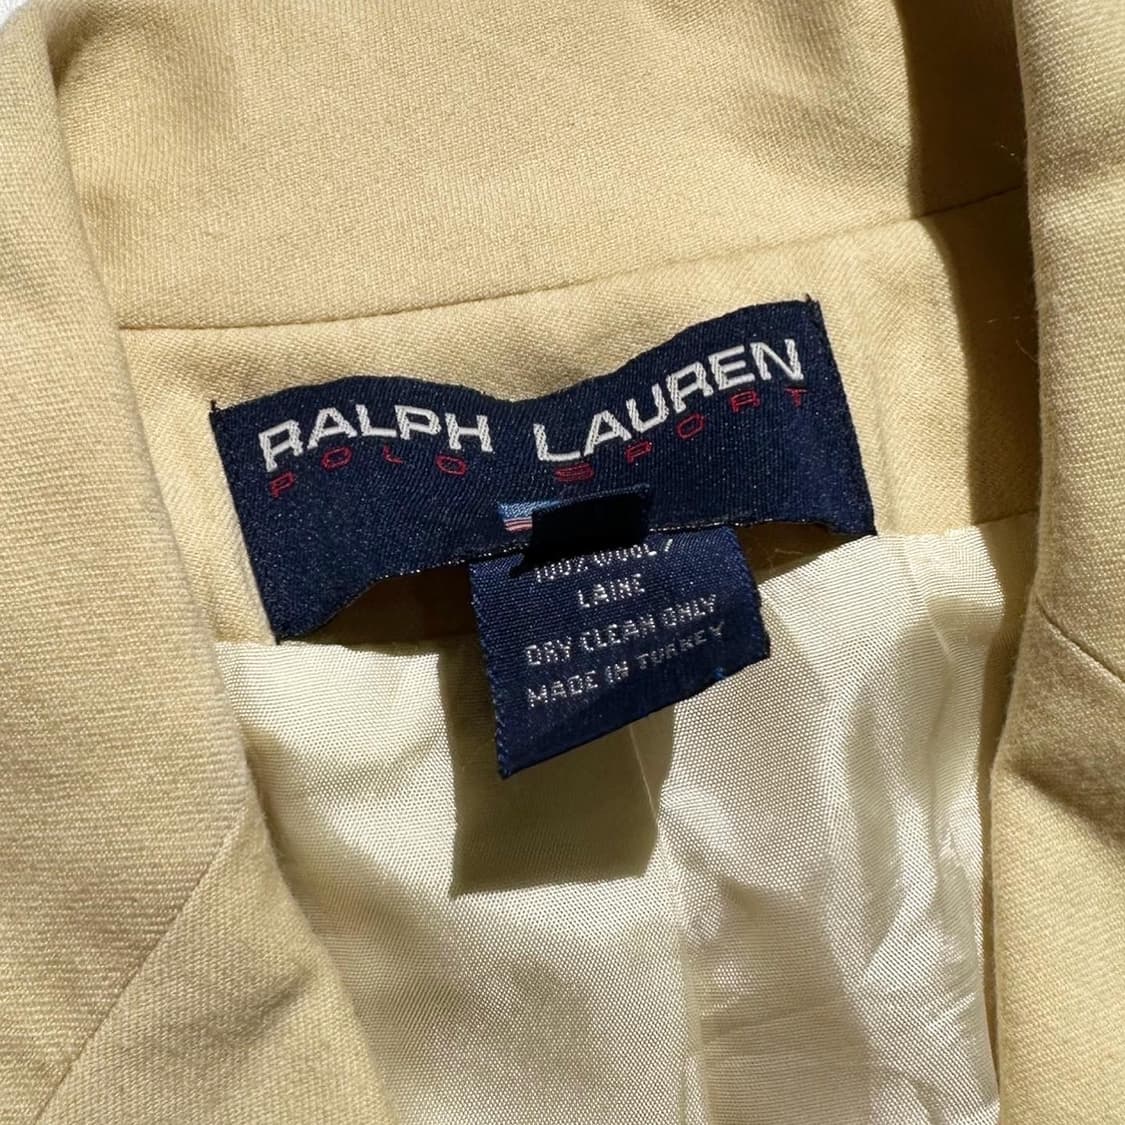 RALPH LAUREN
POLO SPORT
100% WOOL/
LAINE
DRY CLEAN ONLY
MADE IN TURKEY